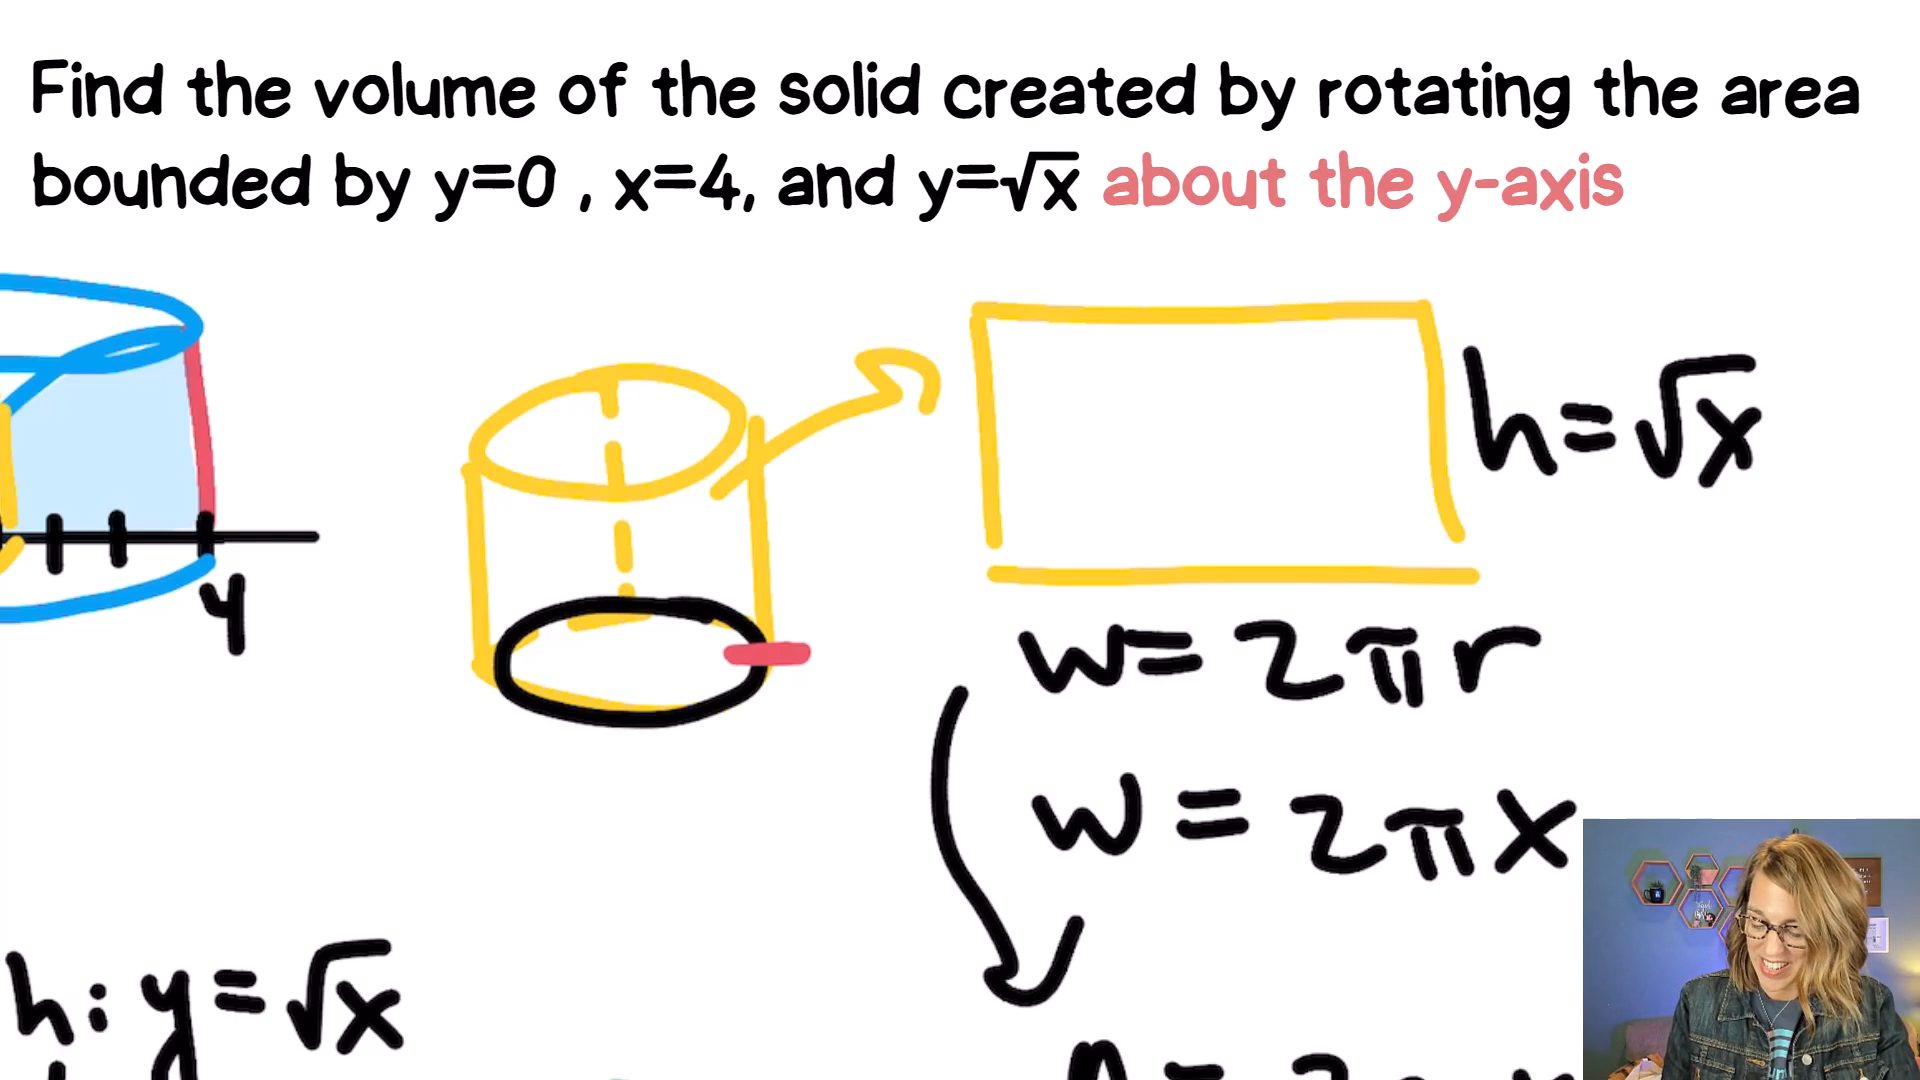 Find the volume of the solid created by rotating the area
bounded by y=0 , x=4, and y=√x about the y-axis
h=√x
4
w=2πr
w=2πx
h: y=√x